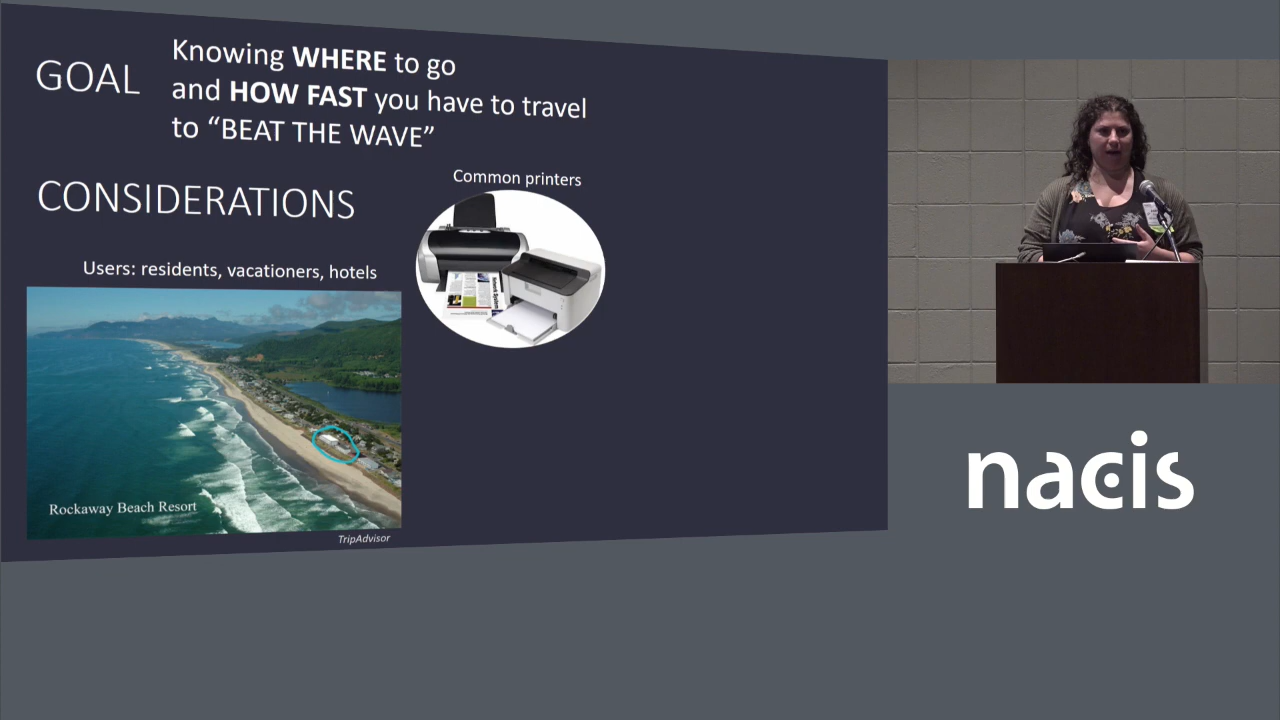 GOAL
Knowing WHERE to go
and HOW FAST you have to travel
to “BEAT THE WAVE”
CONSIDERATIONS
Common printers
Users: residents, vacationers, hotels
Rockaway Beach Resort
TripAdvisor
nacis